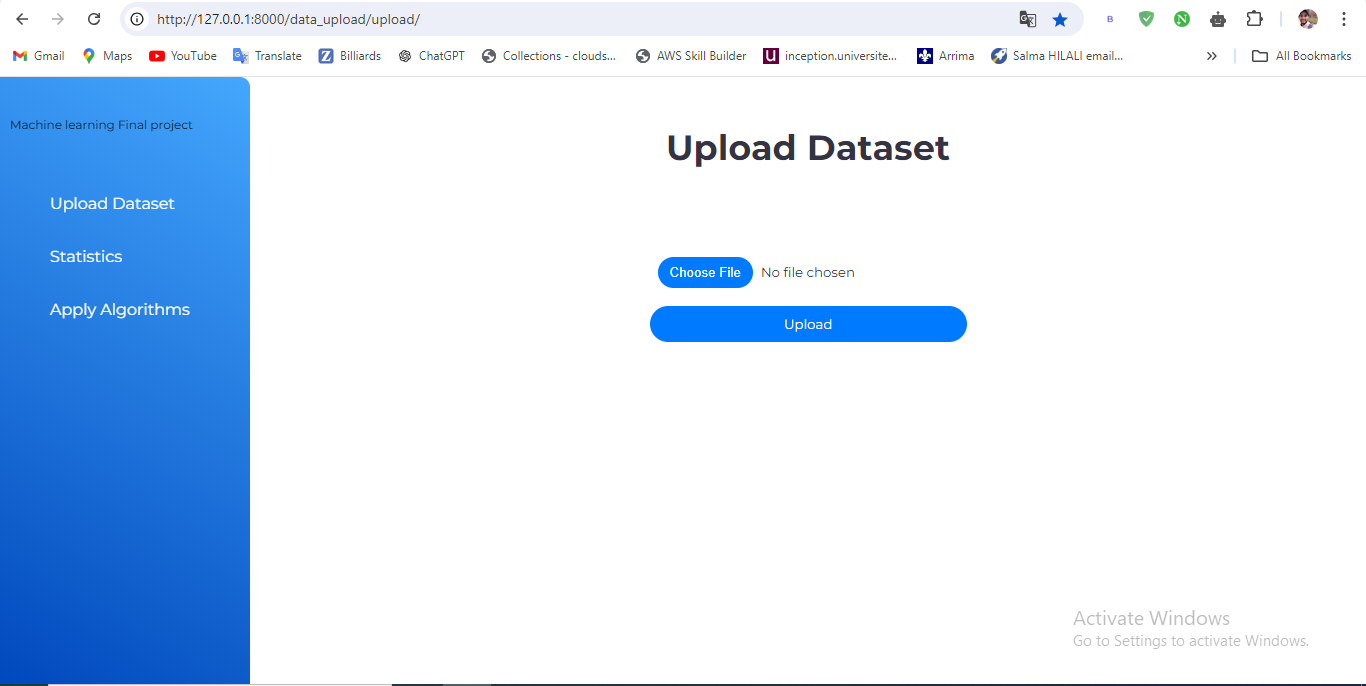 http://127.0.0.1:8000/data_upload/upload/
B
N
Gmail Maps YouTube Translate Z Billiards ChatGPT Collections - clouds... AWS Skill Builder U inception.universite... Arrima Salma HILALI email... » All Bookmarks
Machine learning Final project
Upload Dataset
Statistics
Apply Algorithms
Upload Dataset
Choose File No file chosen
Upload
Activate Windows
Go to Settings to activate Windows.